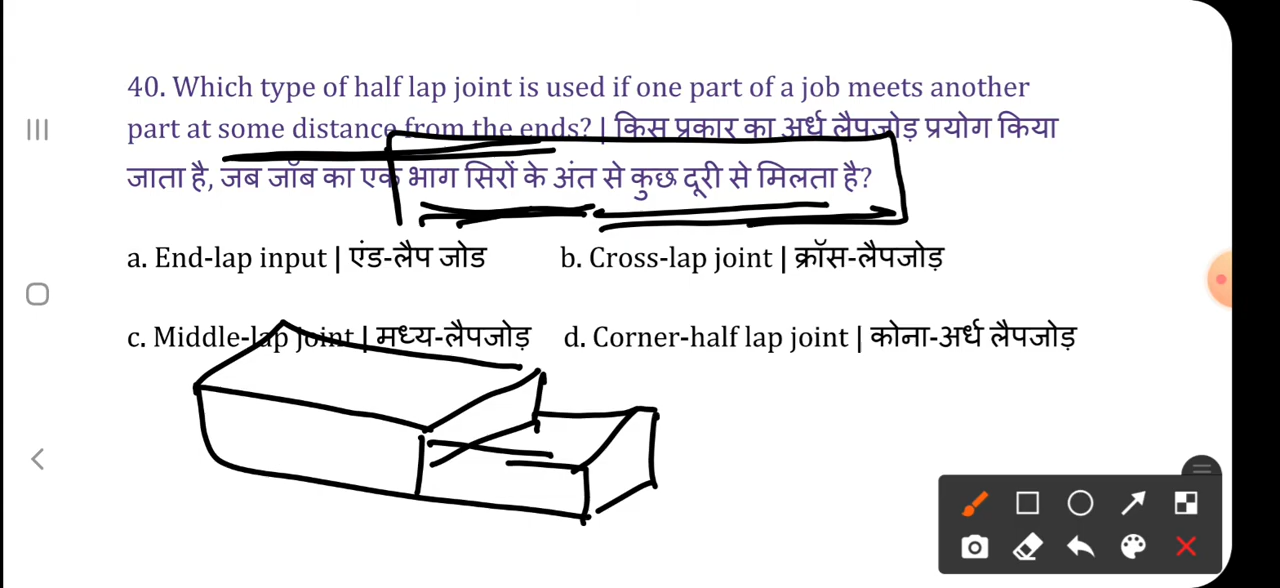 40. Which type of half lap joint is used if one part of a job meets another
part at some distance from the ends? | किस प्रकार का अर्ध लैपजोड़ प्रयोग किया
जाता है, जब जॉब का एक भाग सिरों के अंत से कुछ दूरी से मिलता है?
a. End-lap input | एंड-लैप जोड b. Cross-lap joint | क्रॉस-लैपजोड़
c. Middle-lap joint | मध्य-लैपजोड़ d. Corner-half lap joint | कोना-अर्ध लैपजोड़